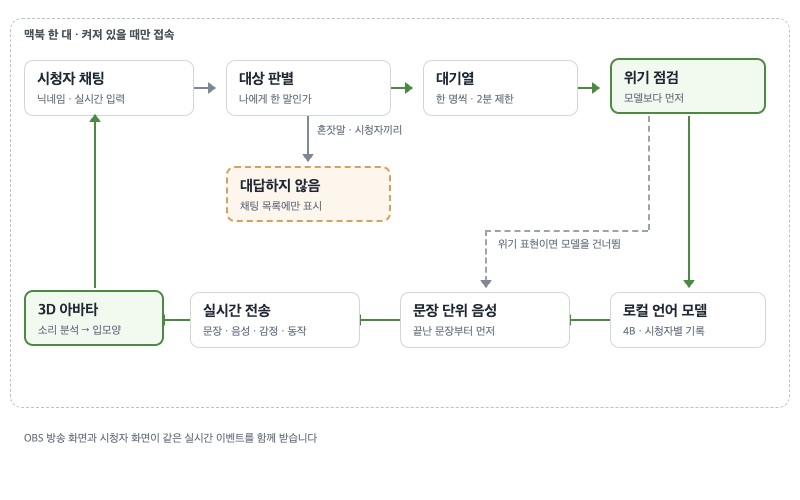 맥북 한 대 · 켜져 있을 때만 접속
시청자 채팅
닉네임 · 실시간 입력
대상 판별
나에게 한 말인가
대기열
한 명씩 · 2분 제한
위기 점검
모델보다 먼저
혼잣말 · 시청자끼리
대답하지 않음
채팅 목록에만 표시
위기 표현이면 모델을 건너뜀
3D 아바타
소리 분석 → 입모양
실시간 전송
문장 · 음성 · 감정 · 동작
문장 단위 음성
끝난 문장부터 먼저
로컬 언어 모델
4B · 시청자별 기록
OBS 방송 화면과 시청자 화면이 같은 실시간 이벤트를 함께 받습니다